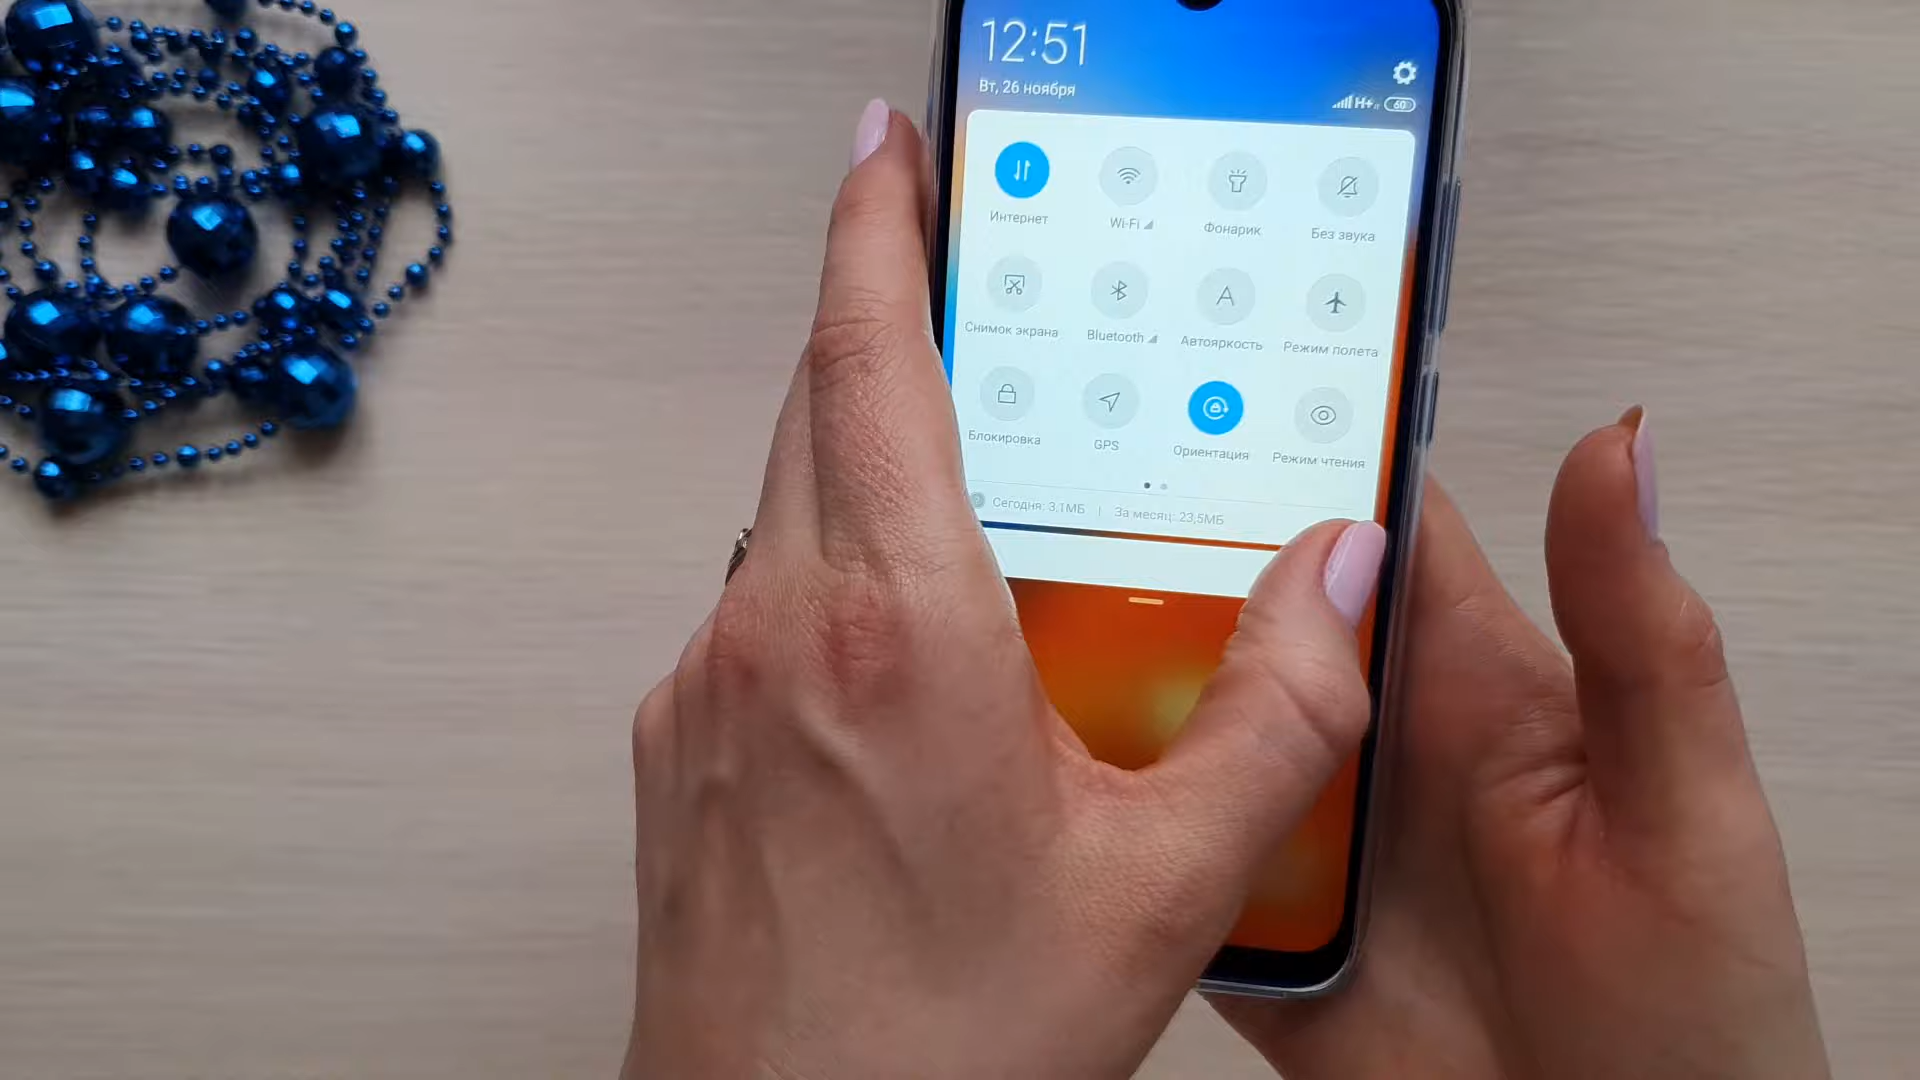 12:51
Вт, 26 ноября
H+ 60
Интернет
Wi-Fi
Фонарик
Без звука
Снимок экрана
Bluetooth
Автояркость
Режим полета
Блокировка
GPS
Ориентация
Режим чтения
Сегодня: 3,1МБ | За месяц: 23,5МБ